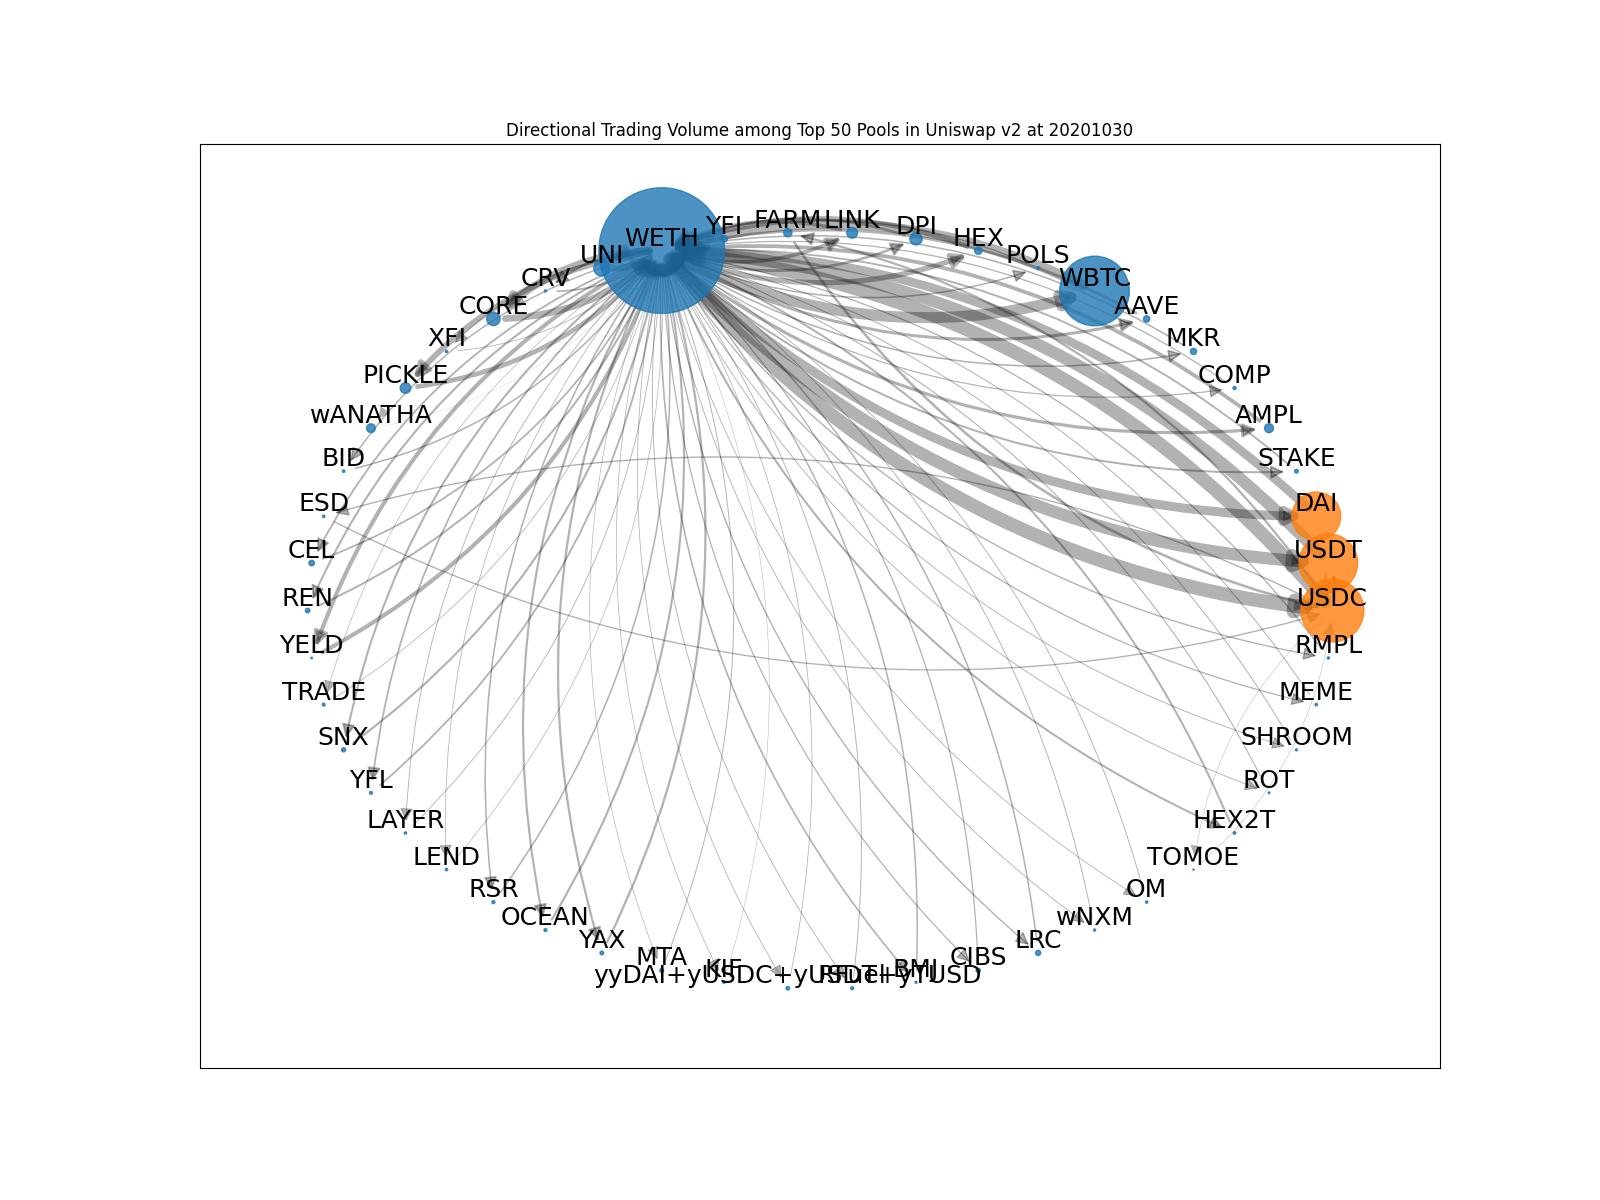 Directional Trading Volume among Top 50 Pools in Uniswap v2 at 20201030
WETH
YFI
FARM
LINK
DPI
HEX
POLS
WBTC
AAVE
MKR
COMP
AMPL
STAKE
DAI
USDT
USDC
RMPL
MEME
SHROOM
ROT
HEX2T
TOMOE
OM
wNXM
LRC
CIBS
BMI
yyDAI+yUSDC+yUSDT+yTUSD
KIF
MTA
YAX
OCEAN
RSR
LEND
LAYER
YFL
SNX
TRADE
YELD
REN
CEL
ESD
BID
wANATHA
PICKLE
XFI
CORE
CRV
UNI